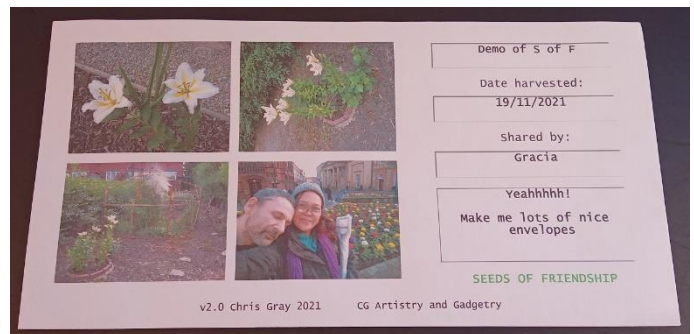 Demo of S of F
Date harvested:
19/11/2021
Shared by:
Gracia
Yeahhhhh!
Make me lots of nice
envelopes
SEEDS OF FRIENDSHIP
v2.0 Chris Gray 2021 CG Artistry and Gadgetry